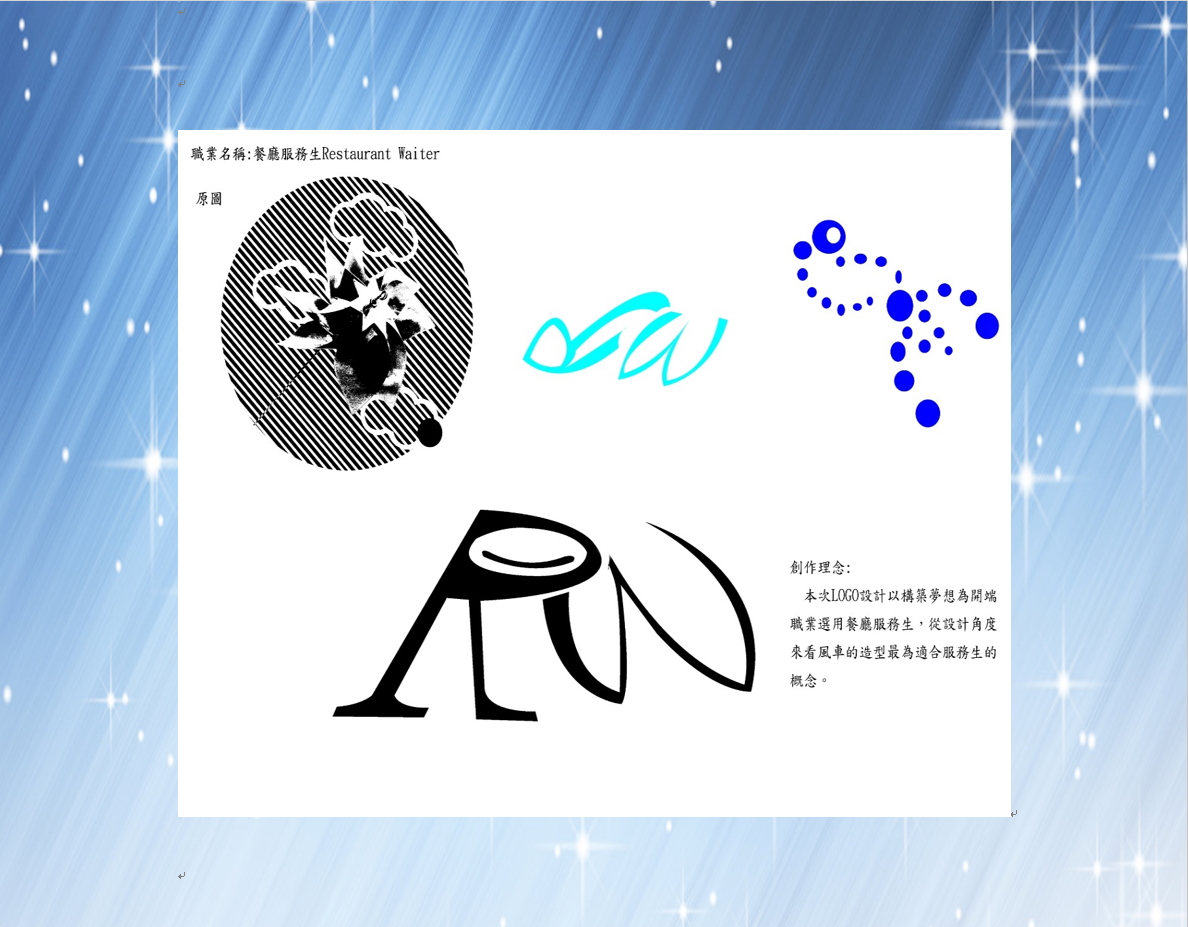 職業名稱:餐廳服務生Restaurant Waiter
原圖
RW
創作理念:
本次LOGO設計以構築夢想為開端
職業選用餐廳服務生，從設計角度
來看風車的造型最為適合服務生的
概念。